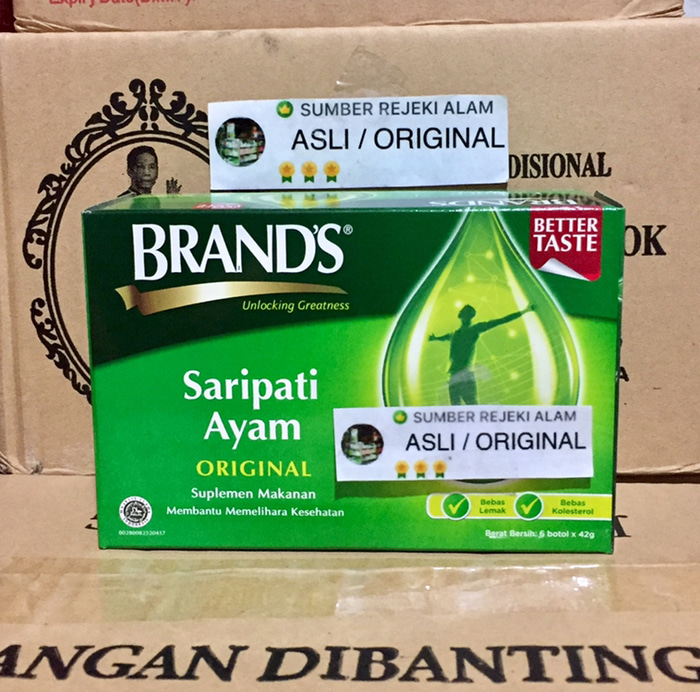 SUMBER REJEKI ALAM
ASLI / ORIGINAL
DISIONAL
OK
BRAND'S®
Unlocking Greatness
BETTER
TASTE
Saripati
Ayam
ORIGINAL
Suplemen Makanan
Membantu Memelihara Kesehatan
SUMBER REJEKI ALAM
ASLI / ORIGINAL
Bebas
Lemak
Bebas
Kolesterol
Berat Bersih: 6 botol x 42g
ANGAN DIBANTING